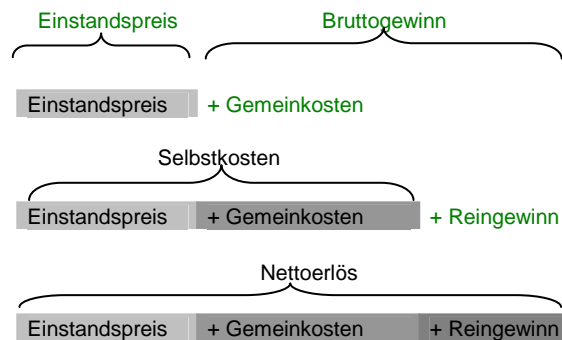 Einstandspreis Bruttogewinn
Einstandspreis + Gemeinkosten
Selbstkosten
Einstandspreis + Gemeinkosten + Reingewinn
Nettoerlös
Einstandspreis + Gemeinkosten + Reingewinn